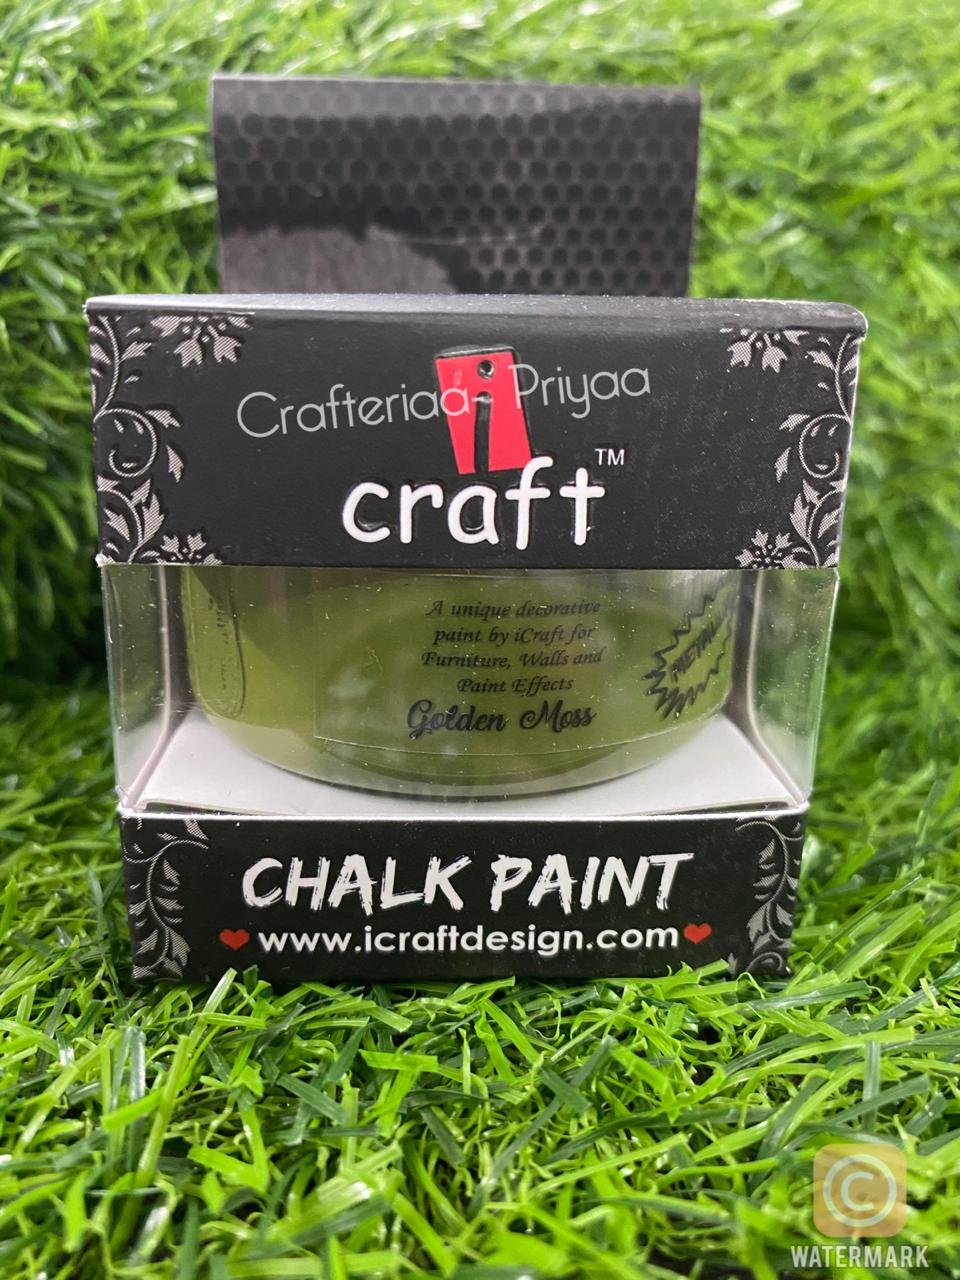 Crafteriaa- Priyaa
i
craft™
A unique decorative
paint by iCraft for
Furniture, Walls and
Paint Effects
Golden Moss
METALLIC
CHALK PAINT
www.icraftdesign.com
©
WATERMARK